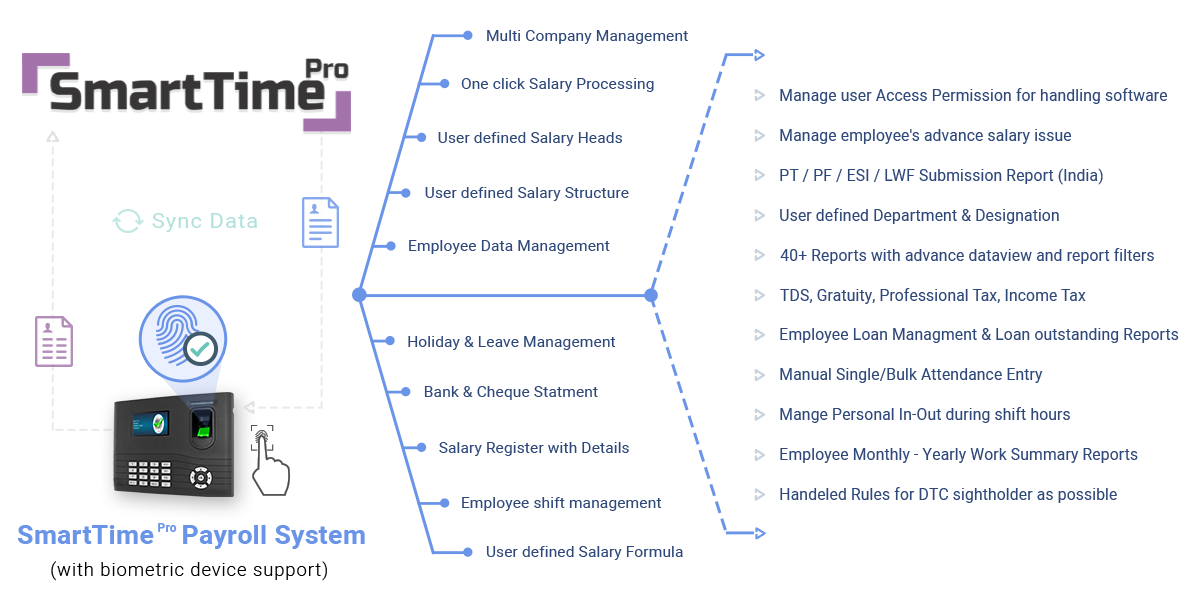 SmartTime Pro
Sync Data
SmartTime Pro Payroll System
(with biometric device support)
Multi Company Management
One click Salary Processing
User defined Salary Heads
User defined Salary Structure
Employee Data Management
Holiday & Leave Management
Bank & Cheque Statment
Salary Register with Details
Employee shift management
User defined Salary Formula
Manage user Access Permission for handling software
Manage employee's advance salary issue
PT / PF / ESI / LWF Submission Report (India)
User defined Department & Designation
40+ Reports with advance dataview and report filters
TDS, Gratuity, Professional Tax, Income Tax
Employee Loan Managment & Loan outstanding Reports
Manual Single/Bulk Attendance Entry
Mange Personal In-Out during shift hours
Employee Monthly - Yearly Work Summary Reports
Handeled Rules for DTC sightholder as possible